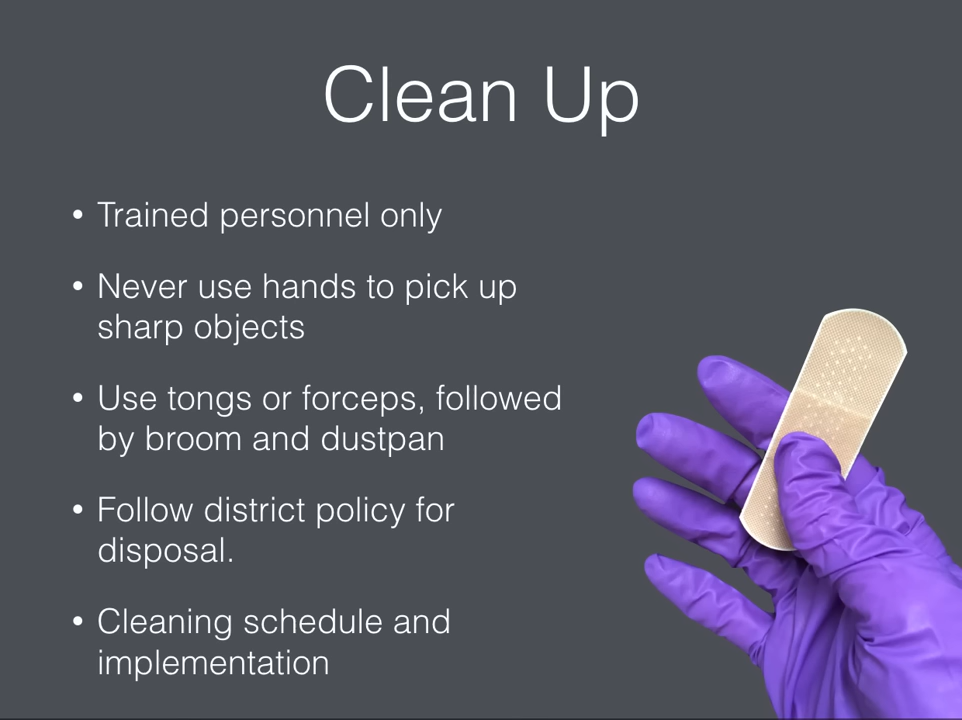 Clean Up
• Trained personnel only
• Never use hands to pick up
sharp objects
• Use tongs or forceps, followed
by broom and dustpan
• Follow district policy for
disposal.
• Cleaning schedule and
implementation